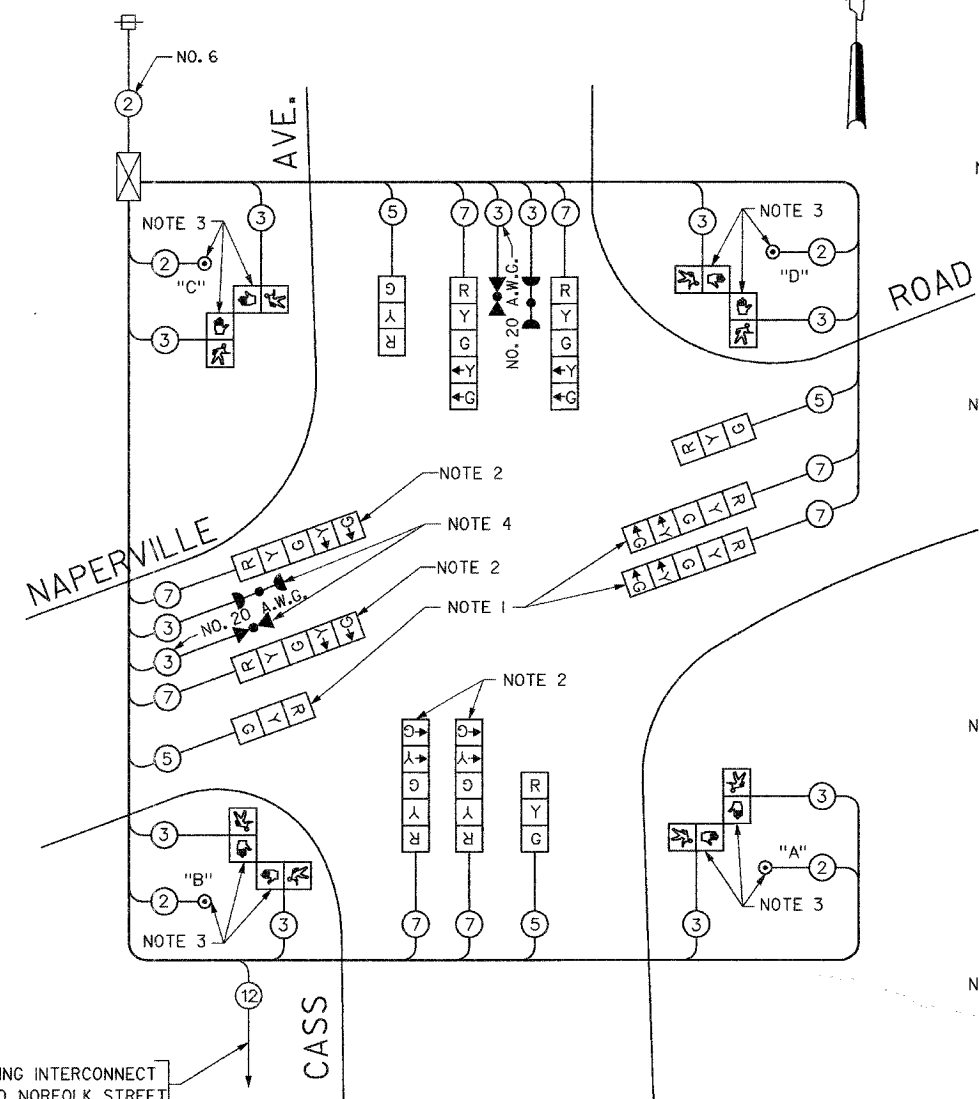 NO. 6
2
AVE.
3
5
7
3
3
7
3
NOTE 3
NOTE 3
2
"C"
"D"
2
NO. 20 A.W.G.
ROAD
3
3
G
Y
R
R
Y
G
Y
G
R
Y
G
Y
G
5
R Y G
7
NOTE 2
G Y G Y R
7
NOTE 4
G Y G Y R
NAPERVILLE
R Y G Y G
7
NOTE 2
3
NO. 20 A.W.G.
NOTE 1
3
R Y G Y G
7
NOTE 2
G Y R
5
G
Y
G
Y
R
G
Y
G
Y
R
R
Y
G
3
3
"A"
2
"B"
2
NOTE 3
NOTE 3
3
7
7
5
3
12
CASS
NG INTERCONNECT
O NORFOLK STREET
N
N
N
N